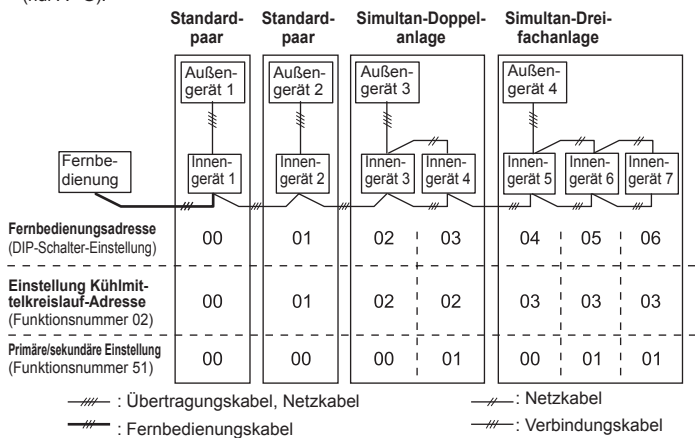 Standard-
paar
Standard-
paar
Simultan-Doppel-
anlage
Simultan-Drei-
fachanlage
Außen-
gerät 1
Außen-
gerät 2
Außen-
gerät 3
Außen-
gerät 4
Fernbe-
dienung
Innen-
gerät 1
Innen-
gerät 2
Innen-
gerät 3
Innen-
gerät 4
Innen-
gerät 5
Innen-
gerät 6
Innen-
gerät 7
Fernbedienungsadresse
(DIP-Schalter-Einstellung)
00 01 02 03 04 05 06
Einstellung Kühlmit-
telkreislauf-Adresse
(Funktionsnummer 02)
00 01 02 02 03 03 03
Primäre/sekundäre Einstellung
(Funktionsnummer 51)
00 00 00 01 00 01 01
: Übertragungskabel, Netzkabel
: Netzkabel
: Fernbedienungskabel
: Verbindungskabel